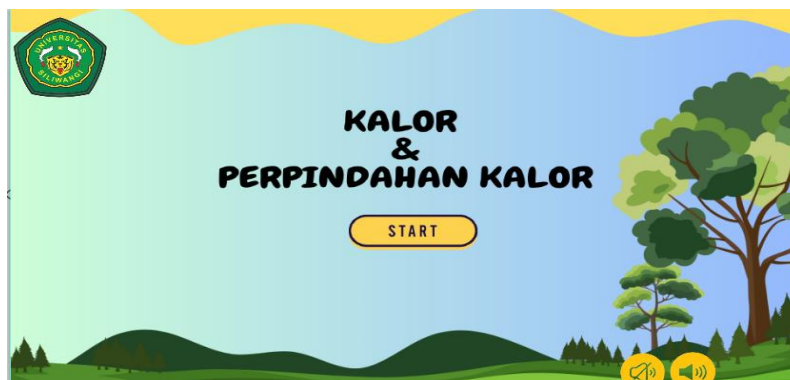 UNIVERSITAS
SILIWANGI
KALOR
&
PERPINDAHAN KALOR
START